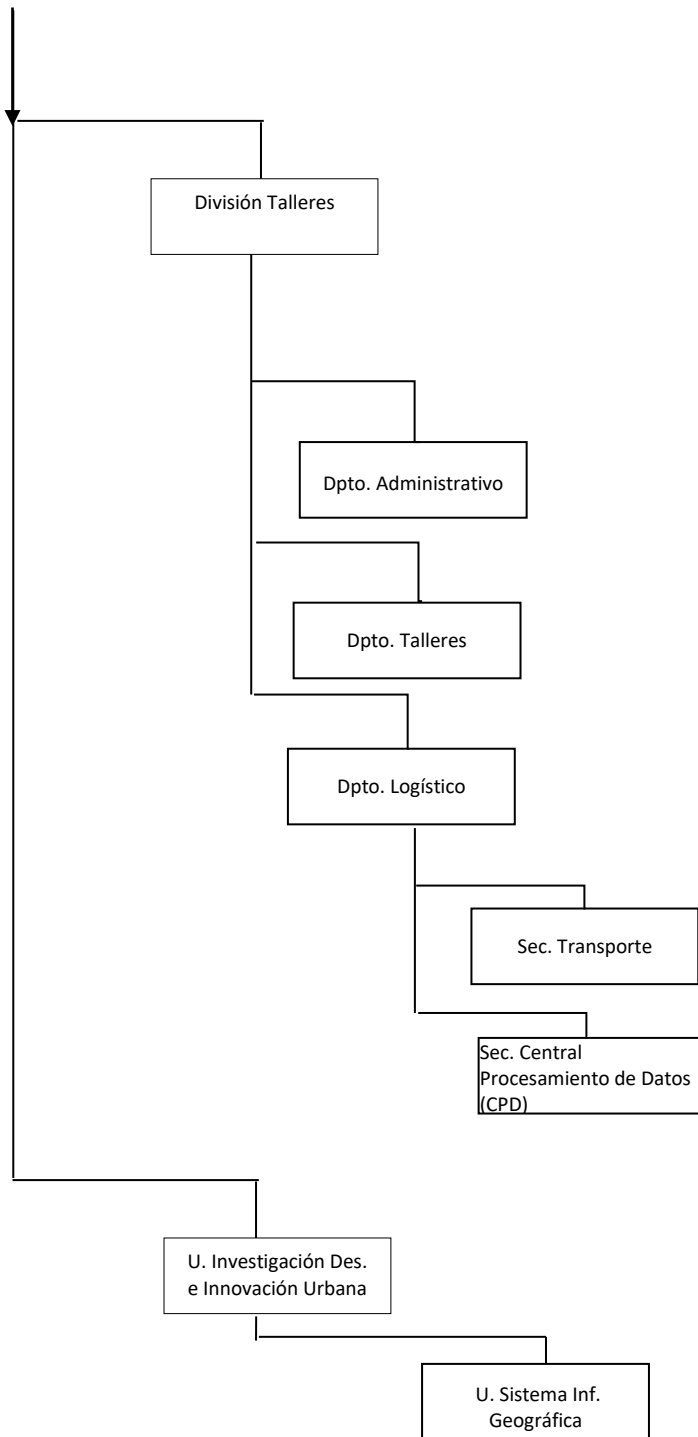 División Talleres
Dpto. Administrativo
Dpto. Talleres
Dpto. Logístico
Sec. Transporte
Sec. Central
Procesamiento de Datos
(CPD)
U. Investigación Des.
e Innovación Urbana
U. Sistema Inf.
Geográfica